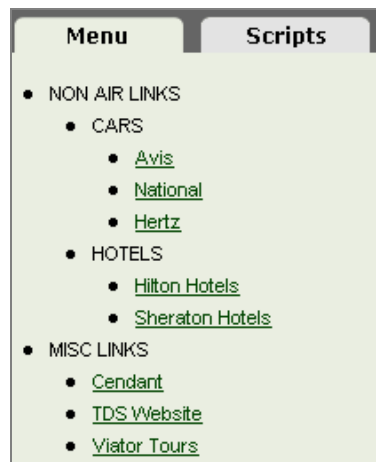 Menu Scripts
NON AIR LINKS
CARS
Avis
National
Hertz
HOTELS
Hilton Hotels
Sheraton Hotels
MISC LINKS
Cendant
TDS Website
Viator Tours